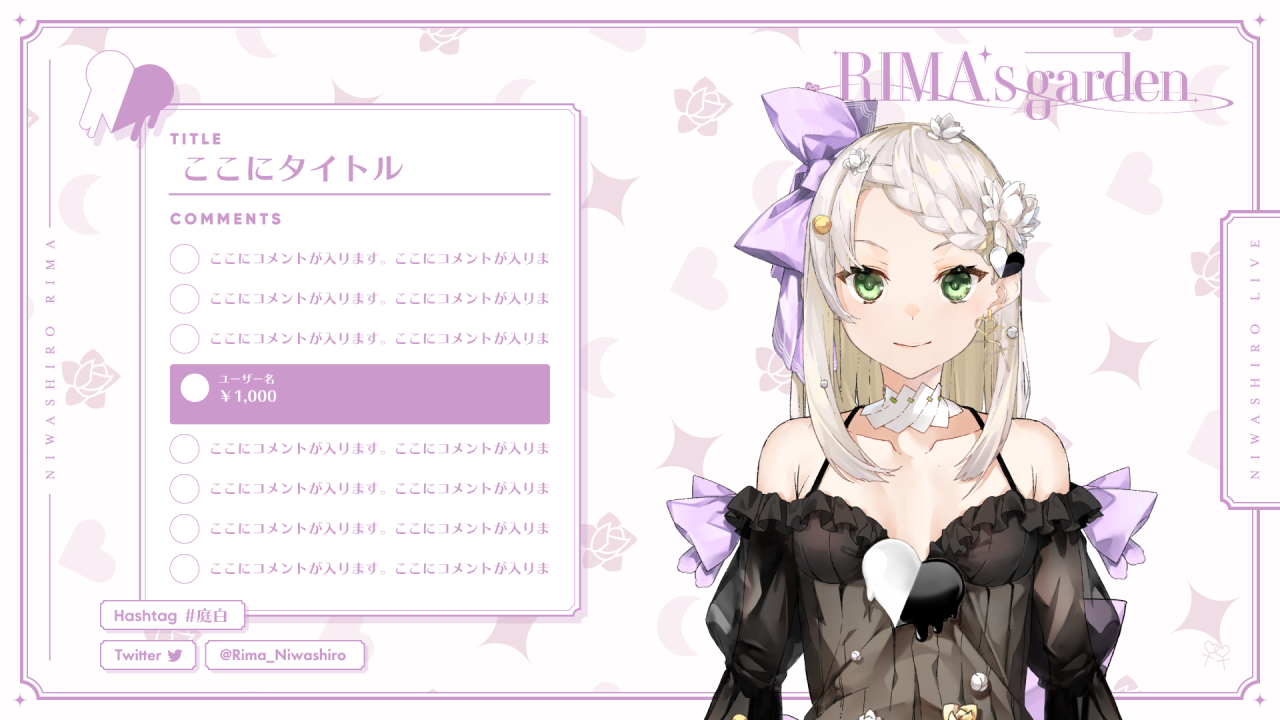 RIMA's garden
TITLE
ここにタイトル
COMMENTS
ここにコメントが入ります。ここにコメントが入りま
ここにコメントが入ります。ここにコメントが入りま
ここにコメントが入ります。ここにコメントが入りま
ユーザー名
￥1,000
ここにコメントが入ります。ここにコメントが入りま
ここにコメントが入ります。ここにコメントが入りま
ここにコメントが入ります。ここにコメントが入りま
ここにコメントが入ります。ここにコメントが入りま
Hashtag #庭白
Twitter
@Rima_Niwashiro
NIWASHIRO RIMA
NIWASHIRO LIVE